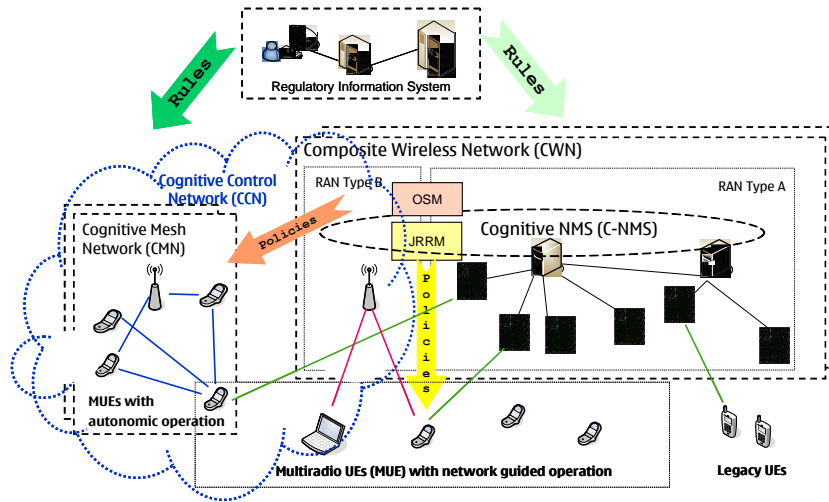 Rules
Rules
Regulatory Information System
Composite Wireless Network (CWN)
Cognitive Control
Network (CCN)
RAN Type B
RAN Type A
OSM
Cognitive NMS (C-NMS)
JRRM
Policies
Policies
Cognitive Mesh
Network (CMN)
MUEs with
autonomic operation
Multiradio UEs (MUE) with network guided operation
Legacy UEs